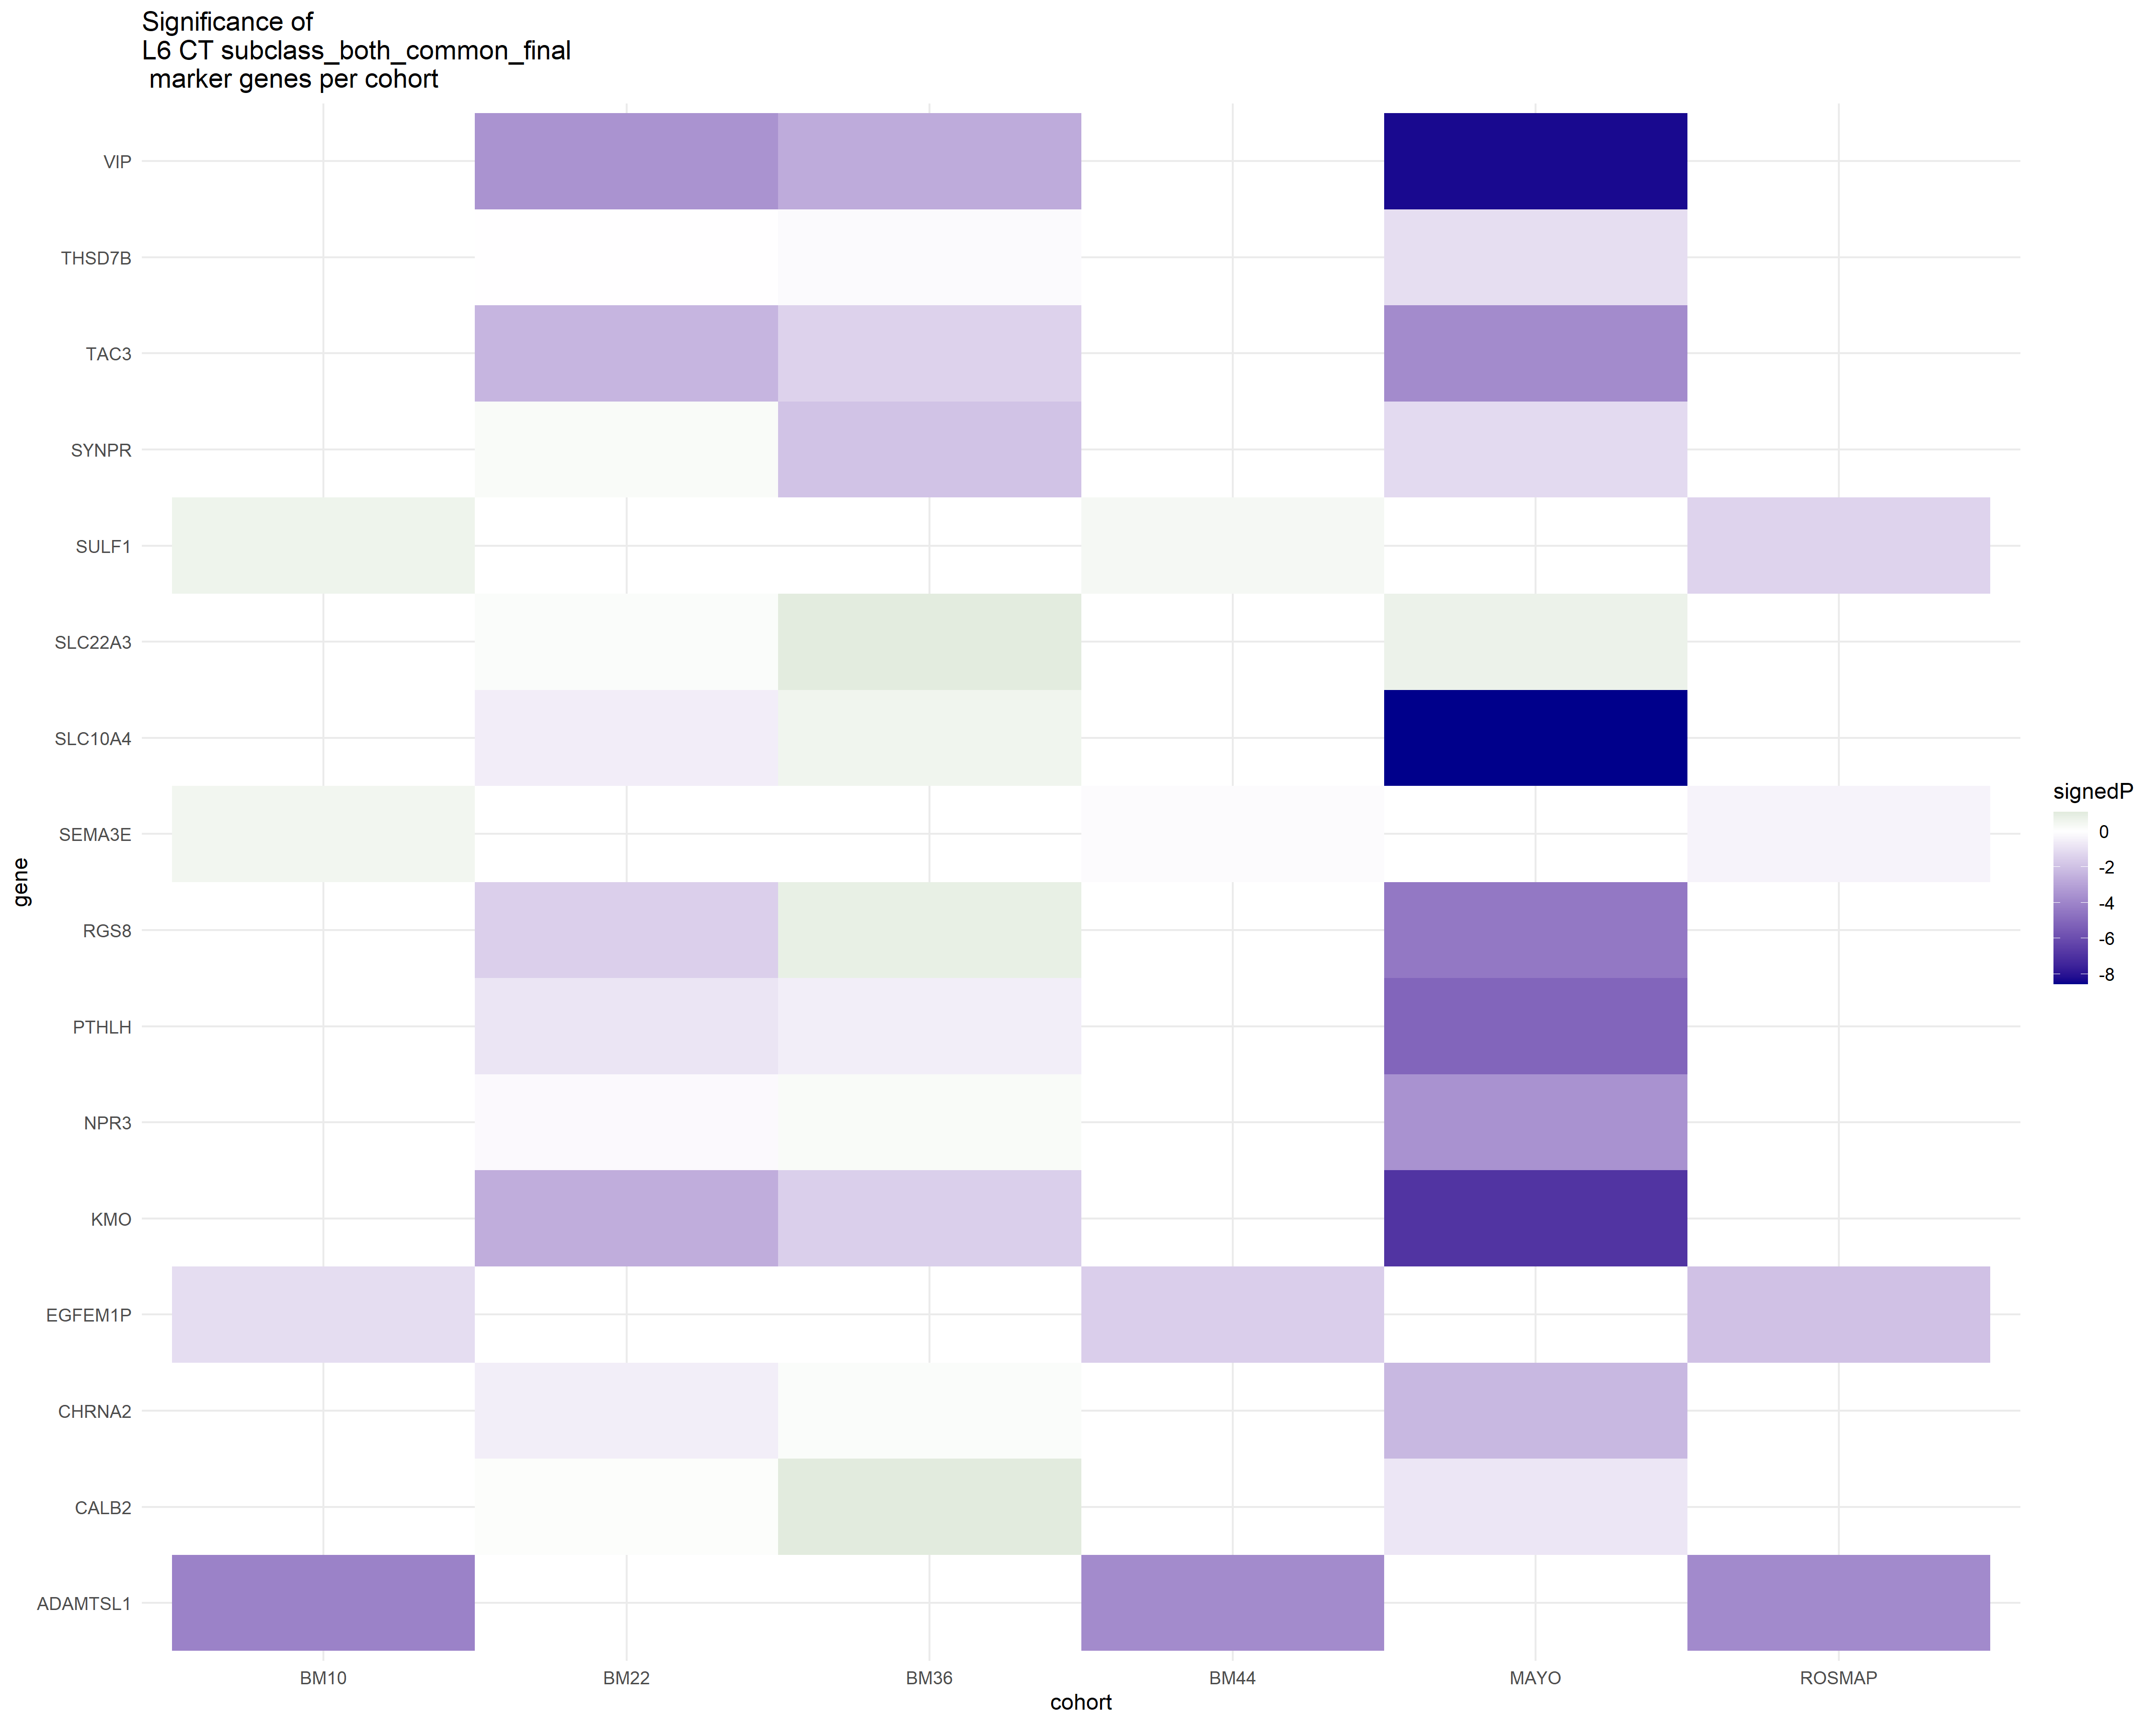 Significance of
L6 CT subclass_both_common_final
marker genes per cohort
VIP
THSD7B
TAC3
SYNPR
SULF1
SLC22A3
SLC10A4
SEMA3E
RGS8
PTHLH
NPR3
KMO
EGFEM1P
CHRNA2
CALB2
ADAMTSL1
gene
BM10 BM22 BM36 BM44 MAYO ROSMAP
cohort
signedP
0
-2
-4
-6
-8